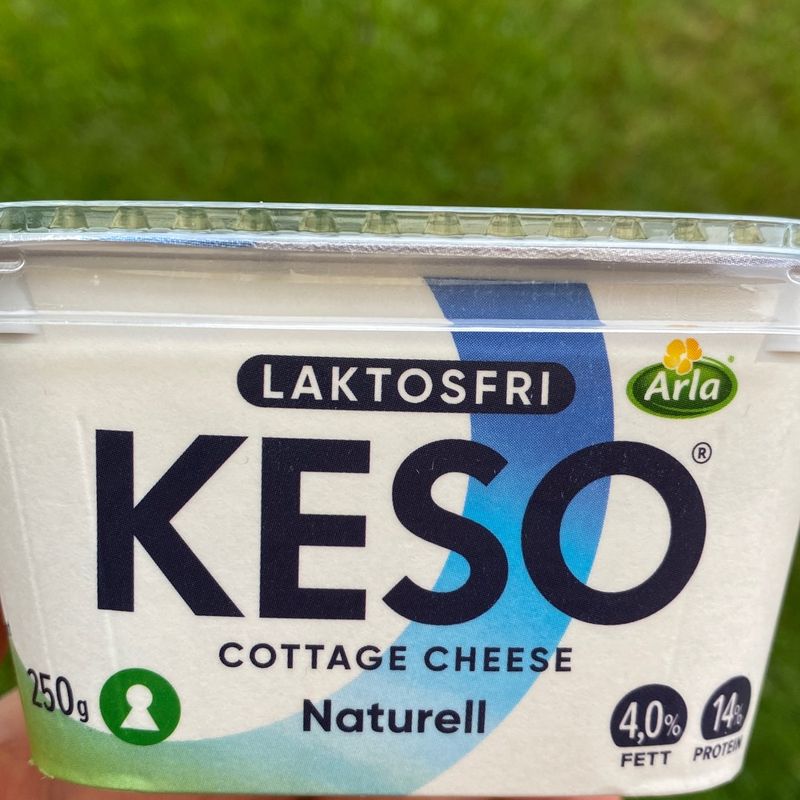 LAKTOSFRI
Arla
KESO®
COTTAGE CHEESE
Naturell
250g
4,0%
FETT
14%
PROTEIN